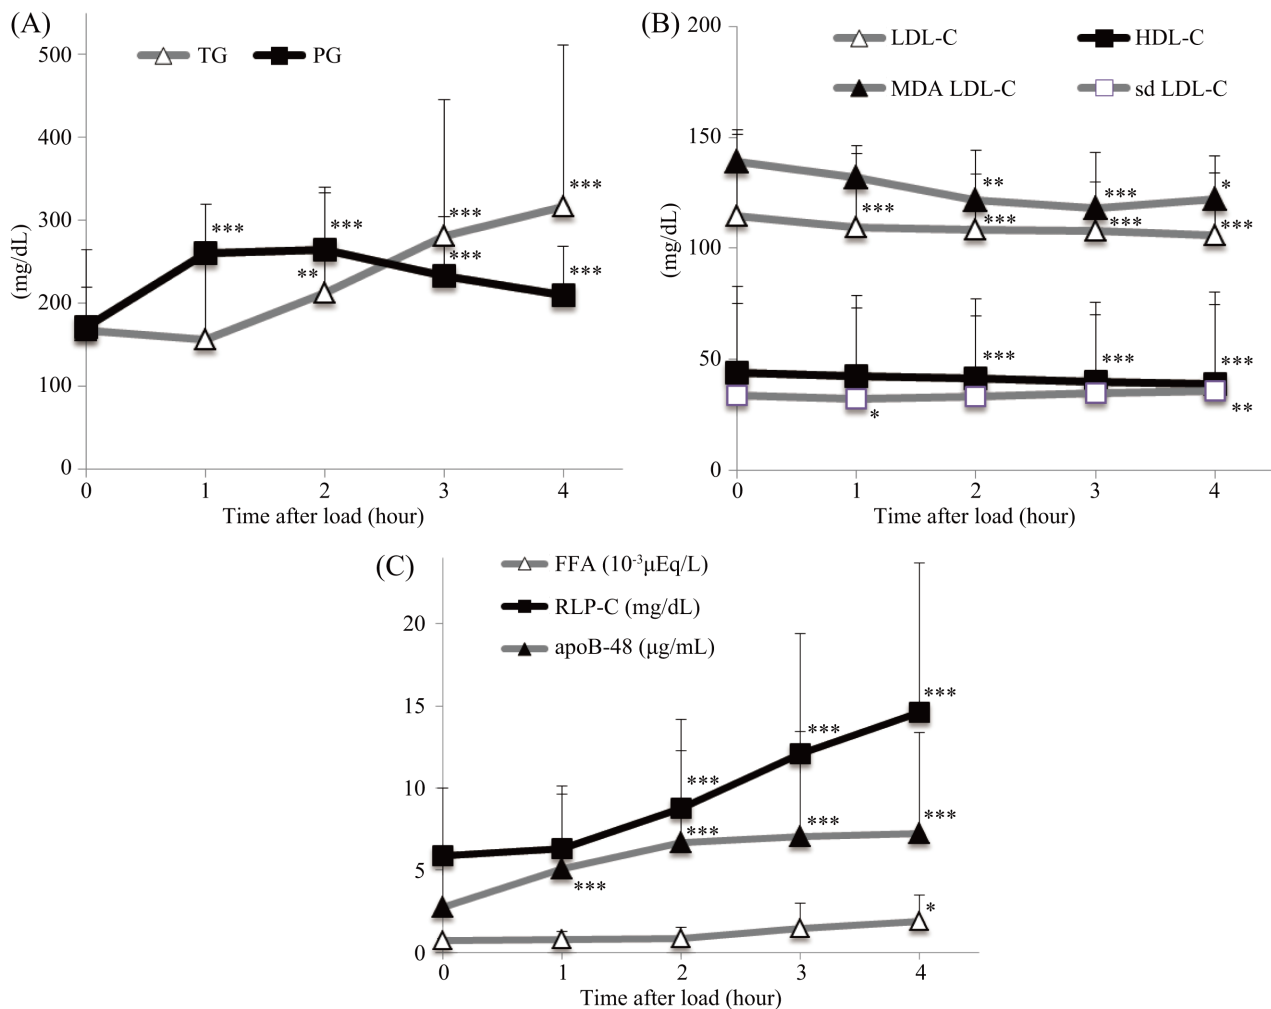 (A)
TG PG
500
400
300
200
100
0
(mg/dL)
***
***
**
***
***
***
***
0 1 2 3 4
Time after load (hour)
(B)
LDL-C HDL-C
MDA LDL-C sd LDL-C
200
150
100
50
0
(mg/dL)
**
***
*
***
***
***
***
***
***
***
*
**
0 1 2 3 4
Time after load (hour)
(C)
FFA (10-3μEq/L)
RLP-C (mg/dL)
apoB-48 (μg/mL)
20
15
10
5
0
***
***
***
***
***
***
***
*
0 1 2 3 4
Time after load (hour)